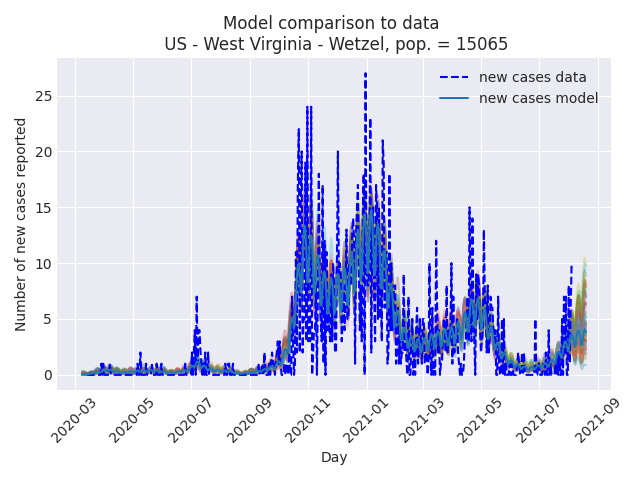 Model comparison to data
US - West Virginia - Wetzel, pop. = 15065
new cases data
new cases model
Number of new cases reported
25
20
15
10
5
0
2020-03
2020-05
2020-07
2020-09
2020-11
2021-01
2021-03
2021-05
2021-07
2021-09
Day